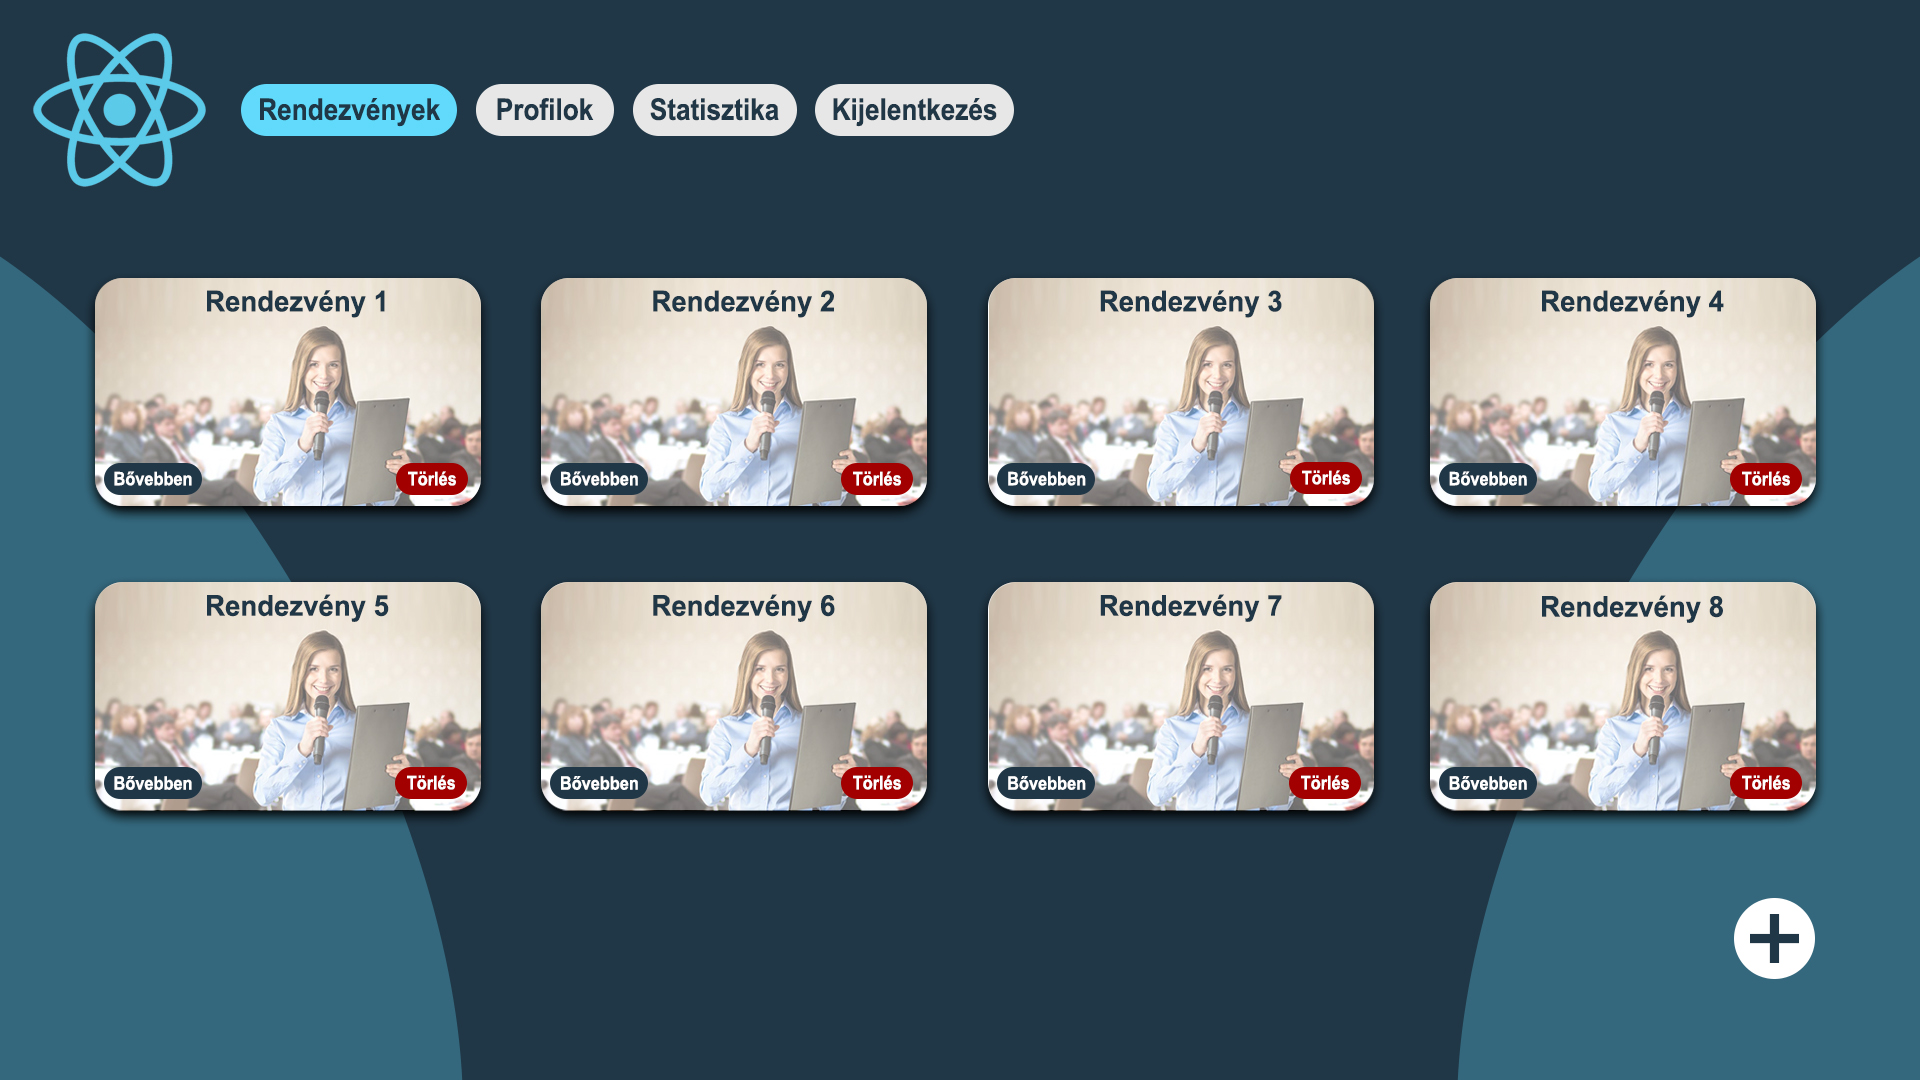 Rendezvények Profilok Statisztika Kijelentkezés
Rendezvény 1
Bővebben Törlés
Rendezvény 2
Bővebben Törlés
Rendezvény 3
Bővebben Törlés
Rendezvény 4
Bővebben Törlés
Rendezvény 5
Bővebben Törlés
Rendezvény 6
Bővebben Törlés
Rendezvény 7
Bővebben Törlés
Rendezvény 8
Bővebben Törlés